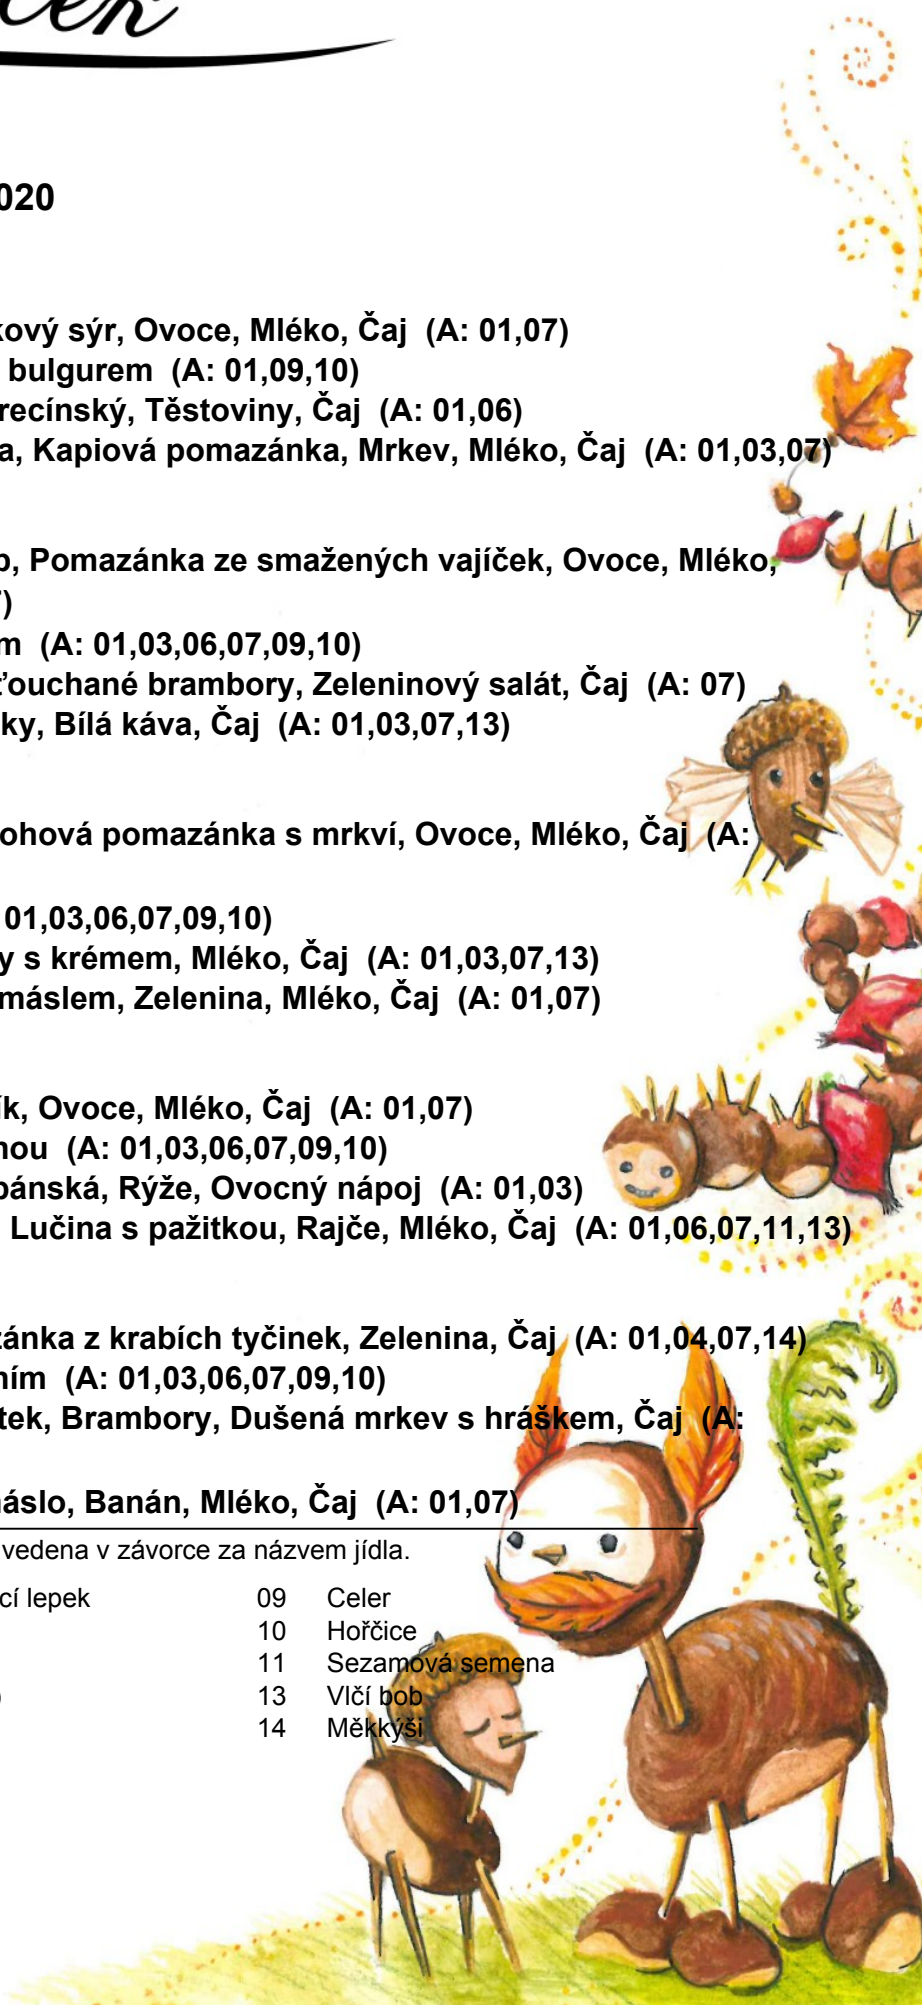 ček
020
kový sýr, Ovoce, Mléko, Čaj (A: 01,07)
bulgurem (A: 01,09,10)
recínský, Těstoviny, Čaj (A: 01,06)
a, Kapiová pomazánka, Mrkev, Mléko, Čaj (A: 01,03,07)
, Pomazánka ze smažených vajíček, Ovoce, Mléko,
7)
m (A: 01,03,06,07,09,10)
ťouchané brambory, Zeleninový salát, Čaj (A: 07)
ky, Bílá káva, Čaj (A: 01,03,07,13)
ohová pomazánka s mrkví, Ovoce, Mléko, Čaj (A:
01,03,06,07,09,10)
y s krémem, Mléko, Čaj (A: 01,03,07,13)
máslem, Zelenina, Mléko, Čaj (A: 01,07)
ík, Ovoce, Mléko, Čaj (A: 01,07)
nou (A: 01,03,06,07,09,10)
pánská, Rýže, Ovocný nápoj (A: 01,03)
Lučina s pažitkou, Rajče, Mléko, Čaj (A: 01,06,07,11,13)
zánka z krabích tyčinek, Zelenina, Čaj (A: 01,04,07,14)
ním (A: 01,03,06,07,09,10)
tek, Brambory, Dušená mrkev s hráškem, Čaj (A:
máslo, Banán, Mléko, Čaj (A: 01,07)
vedena v závorce za názvem jídla.
cí lepek 09 Celer
10 Hořčice
11 Sezamová semena
) 13 Vlčí bob
14 Měkkýši